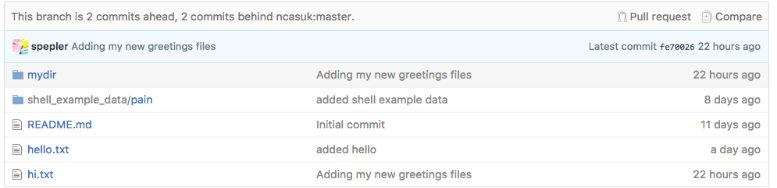 This branch is 2 commits ahead, 2 commits behind ncasuk:master. Pull request Compare
spepler Adding my new greetings files Latest commit fe70026 22 hours ago
mydir Adding my new greetings files 22 hours ago
shell_example_data/pain added shell example data 8 days ago
README.md Initial commit 11 days ago
hello.txt added hello a day ago
hi.txt Adding my new greetings files 22 hours ago